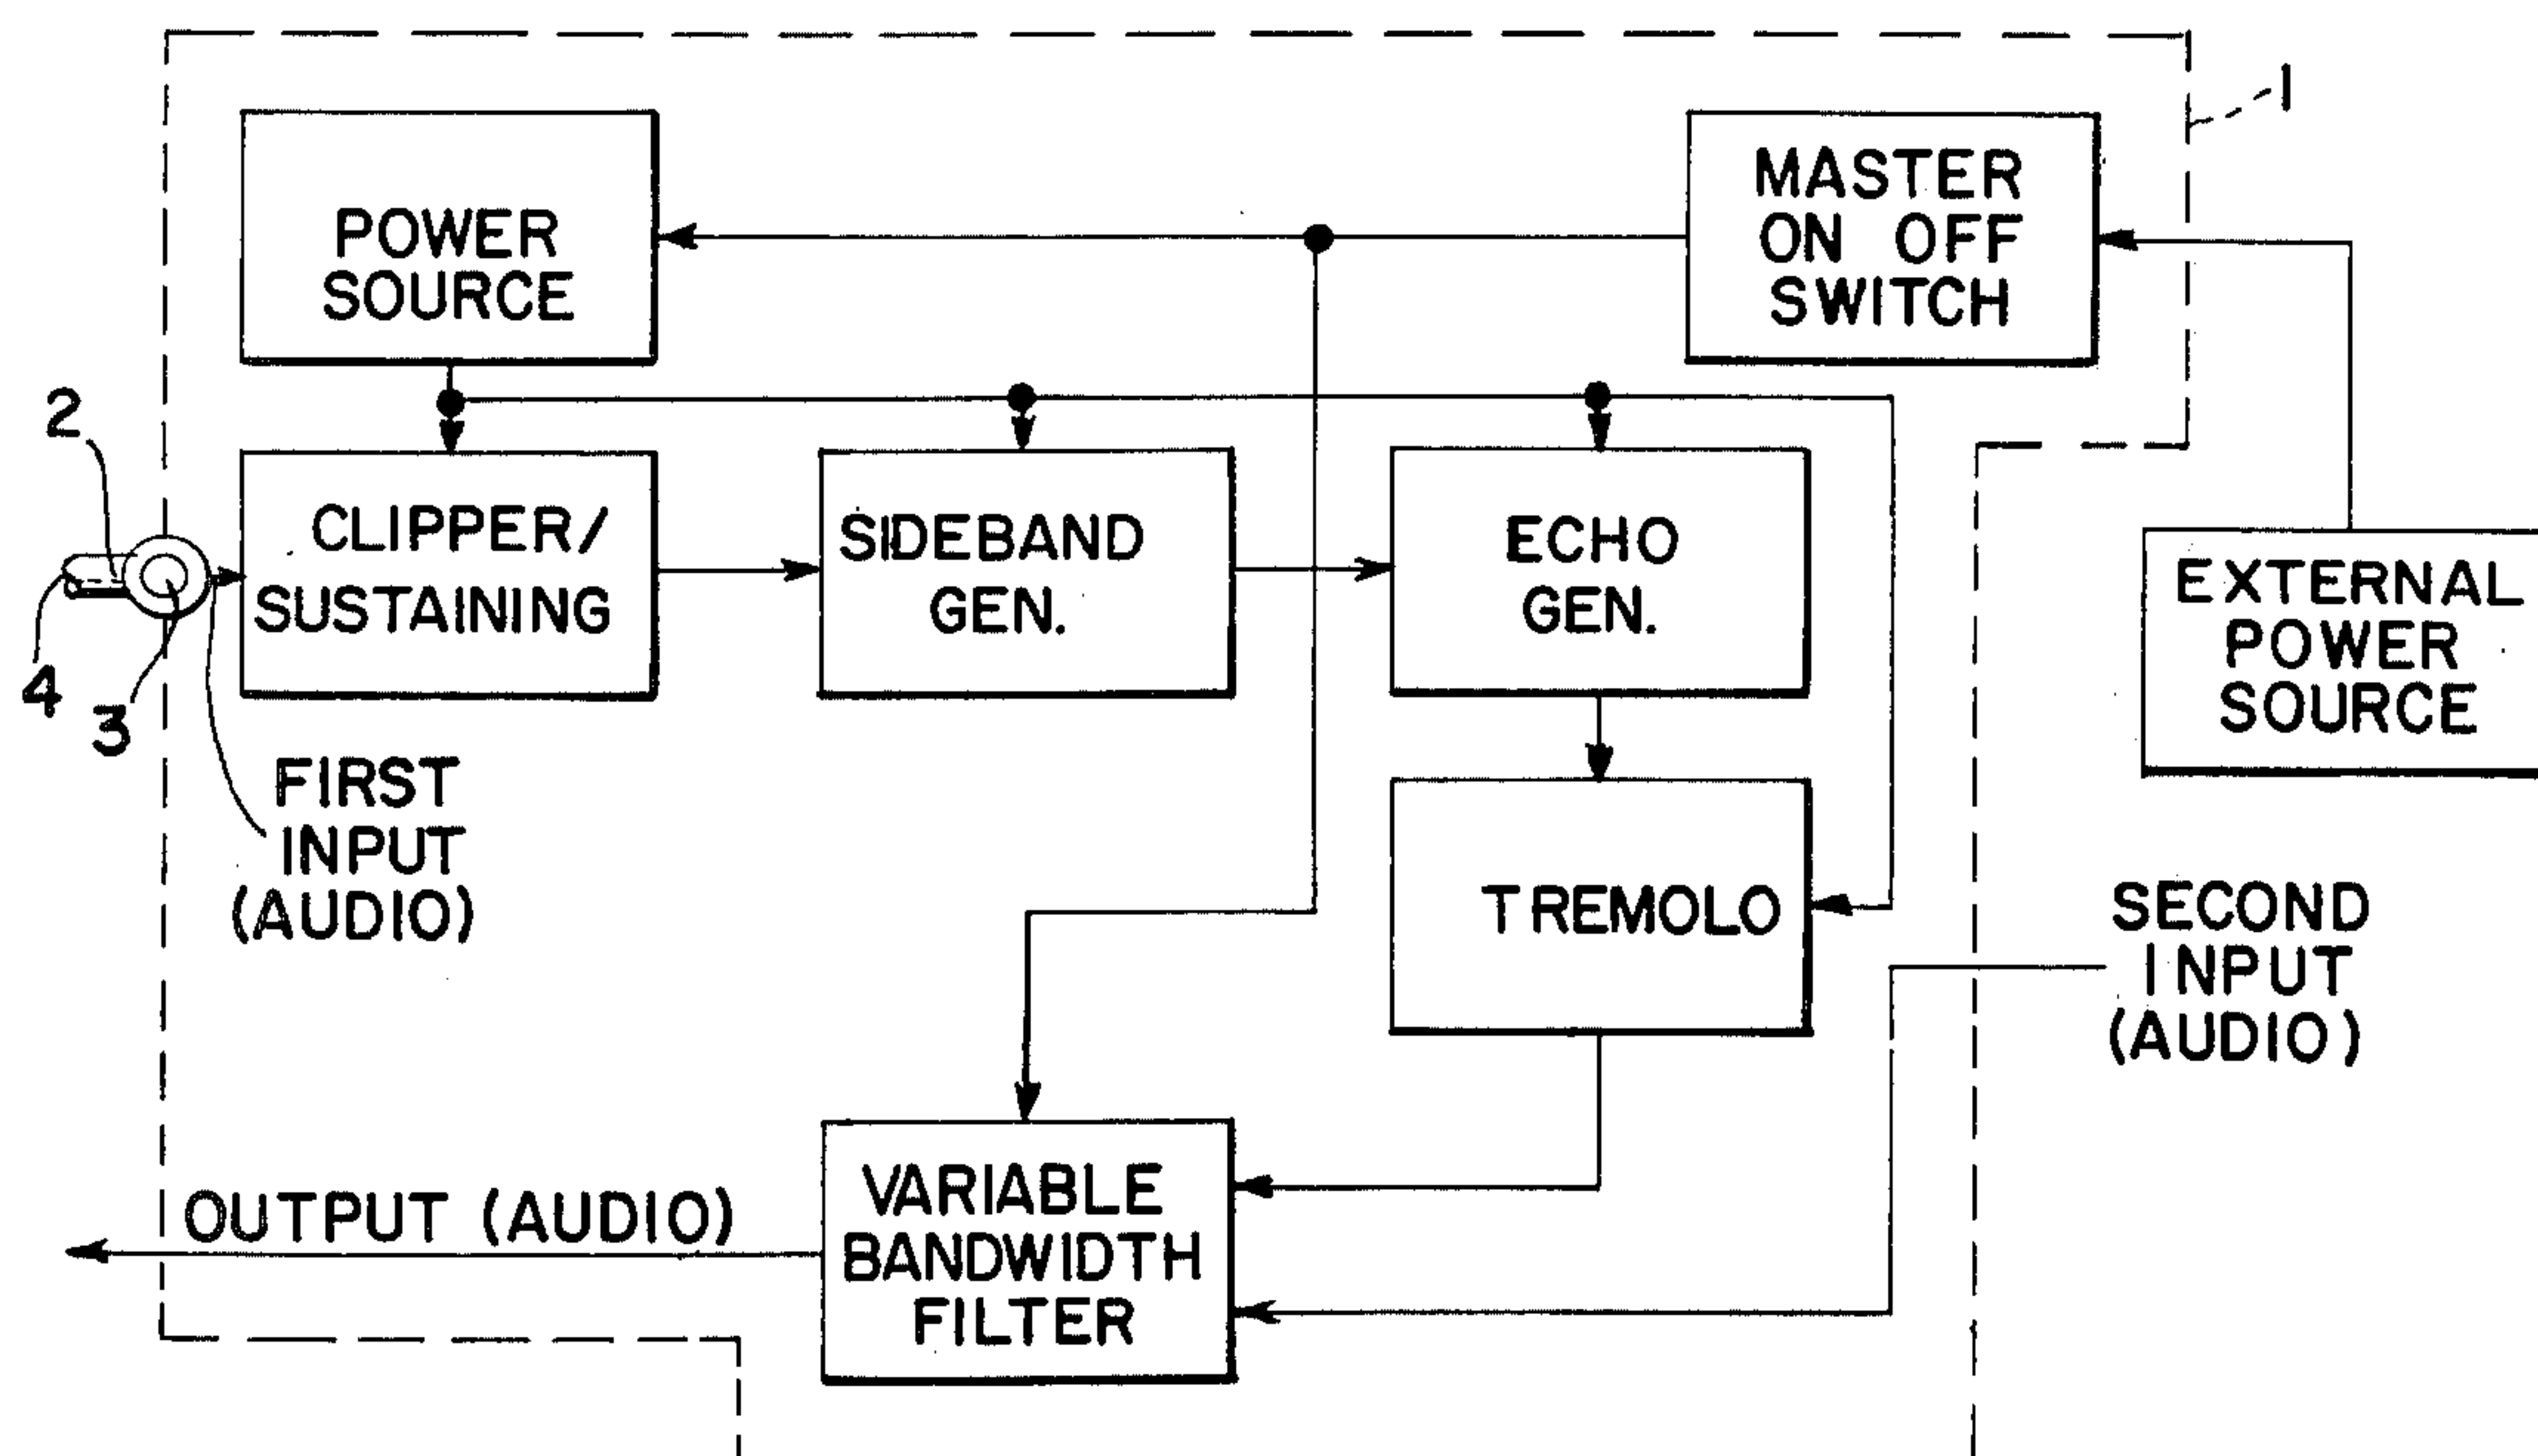 1
POWER
SOURCE
MASTER
ON OFF
SWITCH
2
CLIPPER/
SUSTAINING
SIDEBAND
GEN.
ECHO
GEN.
EXTERNAL
POWER
SOURCE
4
3
FIRST
INPUT
(AUDIO)
TREMOLO
SECOND
INPUT
(AUDIO)
OUTPUT (AUDIO)
VARIABLE
BANDWIDTH
FILTER